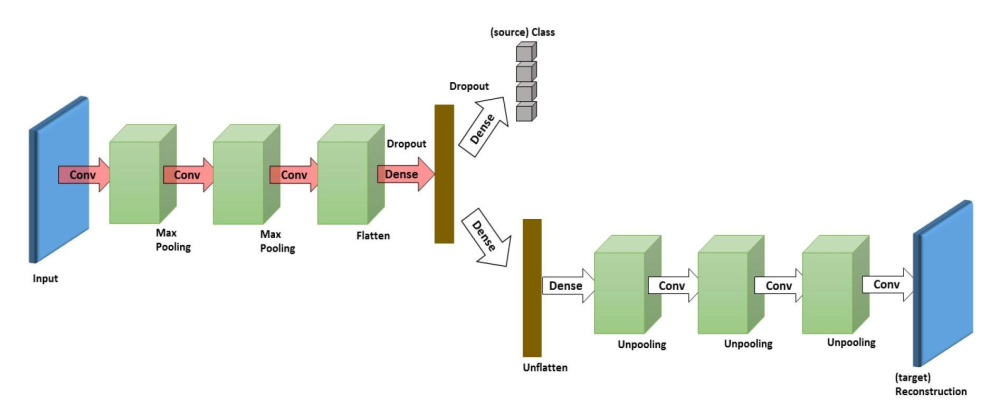 (source) Class
Dropout
Dense
Dropout
Conv
Conv
Conv
Dense
Max
Pooling
Max
Pooling
Flatten
Input
Dense
Dense
Conv
Conv
Conv
Unpooling
Unpooling
Unpooling
Unflatten
(target)
Reconstruction